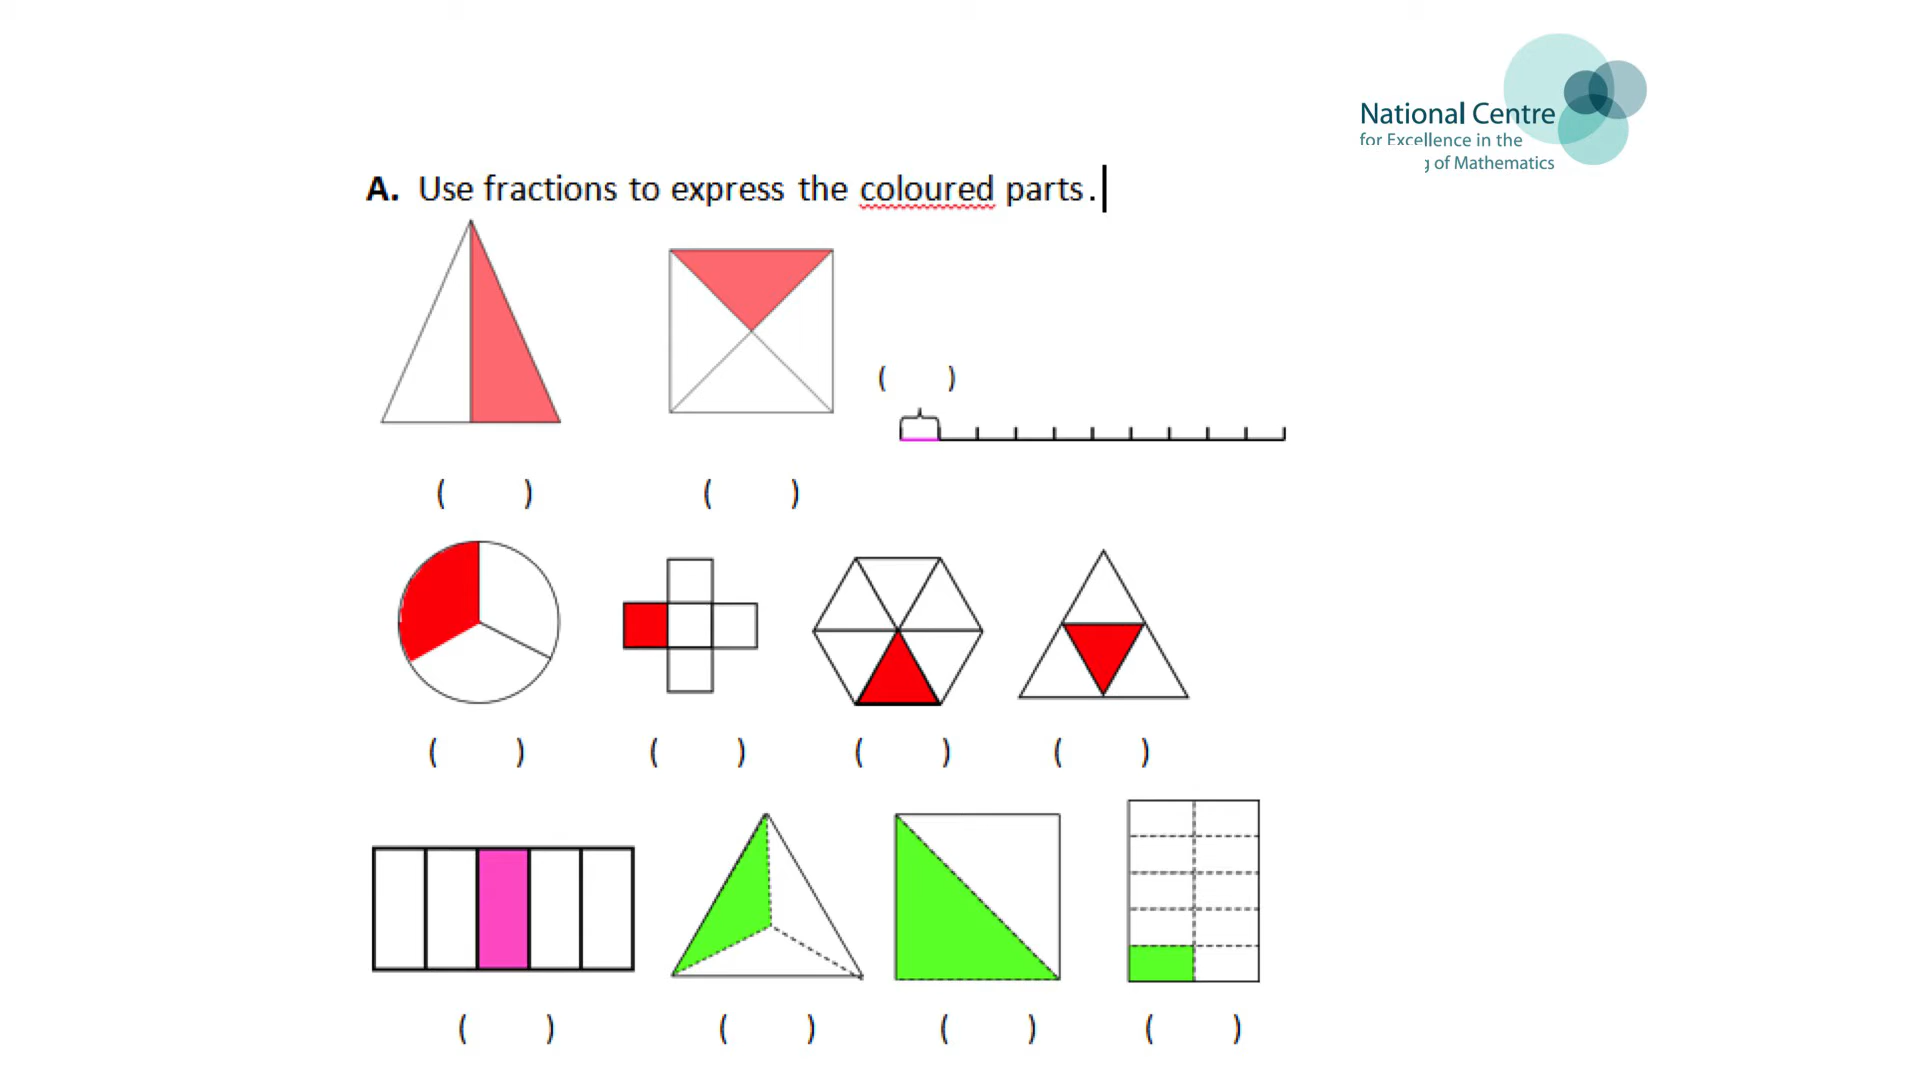 National Centre
for Excellence in the
g of Mathematics
A. Use fractions to express the coloured parts.
( )
( ) ( )
( ) ( ) ( ) ( )
( ) ( ) ( ) ( )